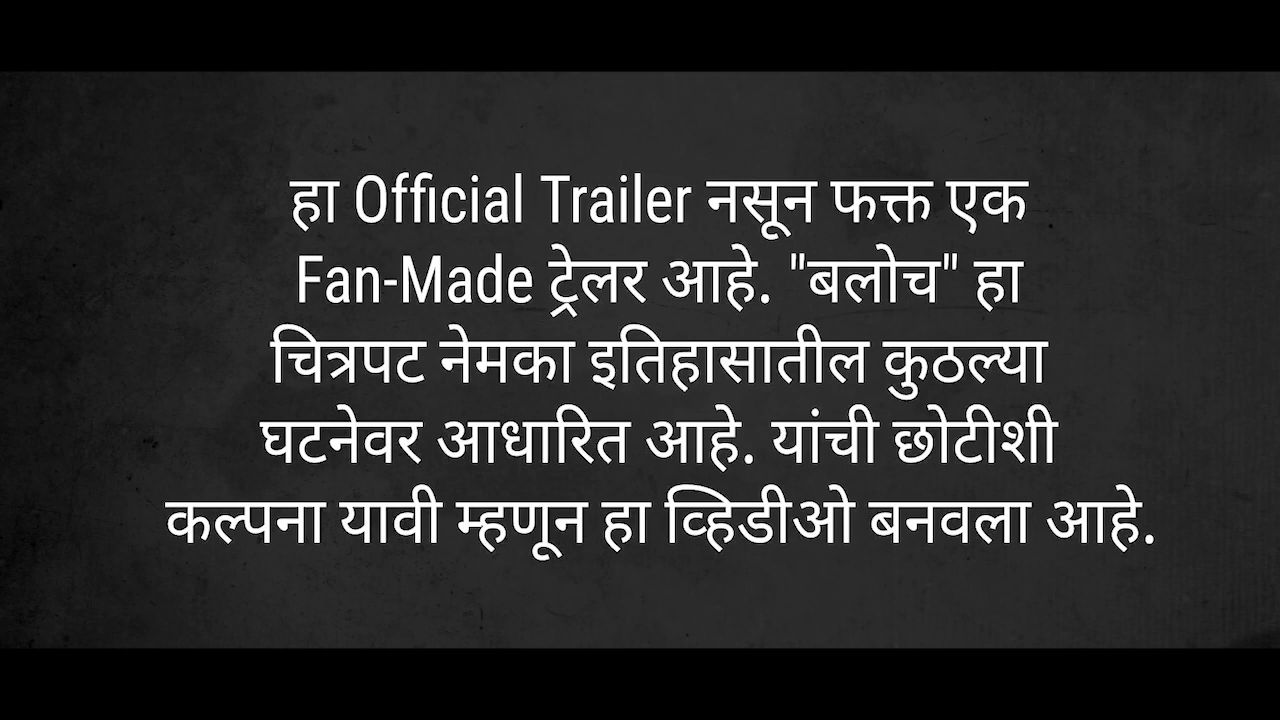 हा Official Trailer नसून फक्त एक
Fan-Made ट्रेलर आहे. "बलोच" हा
चित्रपट नेमका इतिहासातील कुठल्या
घटनेवर आधारित आहे. यांची छोटीशी
कल्पना यावी म्हणून हा व्हिडीओ बनवला आहे.